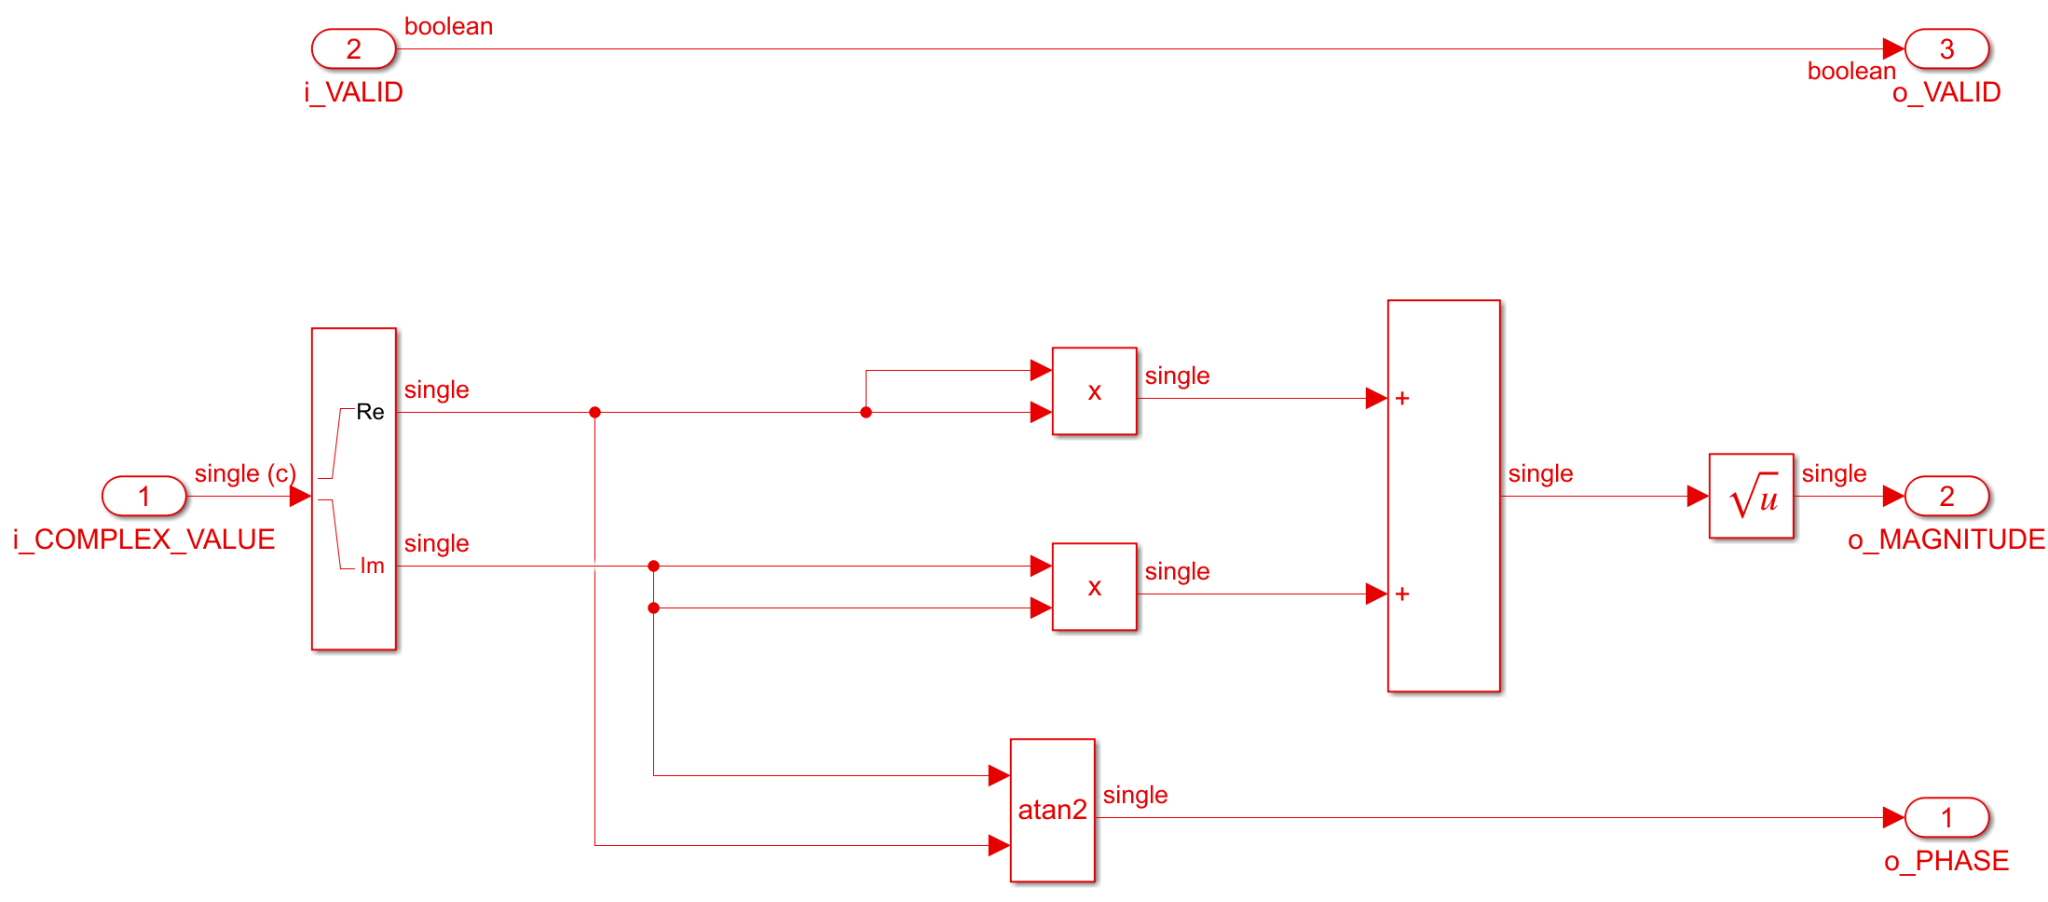 boolean
2
i_VALID
3
boolean
o_VALID
single (c)
1
i_COMPLEX_VALUE
Re
Im
single
single
x
single
x
single
+
+
single
√u
single
2
o_MAGNITUDE
atan2
single
1
o_PHASE